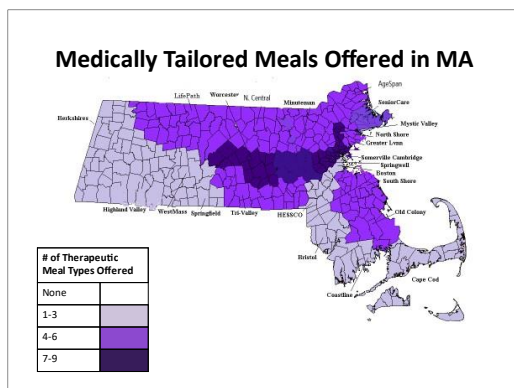 Medically Tailored Meals Offered in MA
AgeSpan
LifePath
Worcester
N. Central
Minuteman
SeniorCare
Berkshires
Mystic Valley
North Shore
Greater Lynn
Somerville Cambridge
Springwell
Boston
South Shore
Highland Valley
WestMass
Springfield
Tri-Valley
HESSCO
Old Colony
Bristol
Coastline
Cape Cod
# of Therapeutic
Meal Types Offered
None
1-3
4-6
7-9